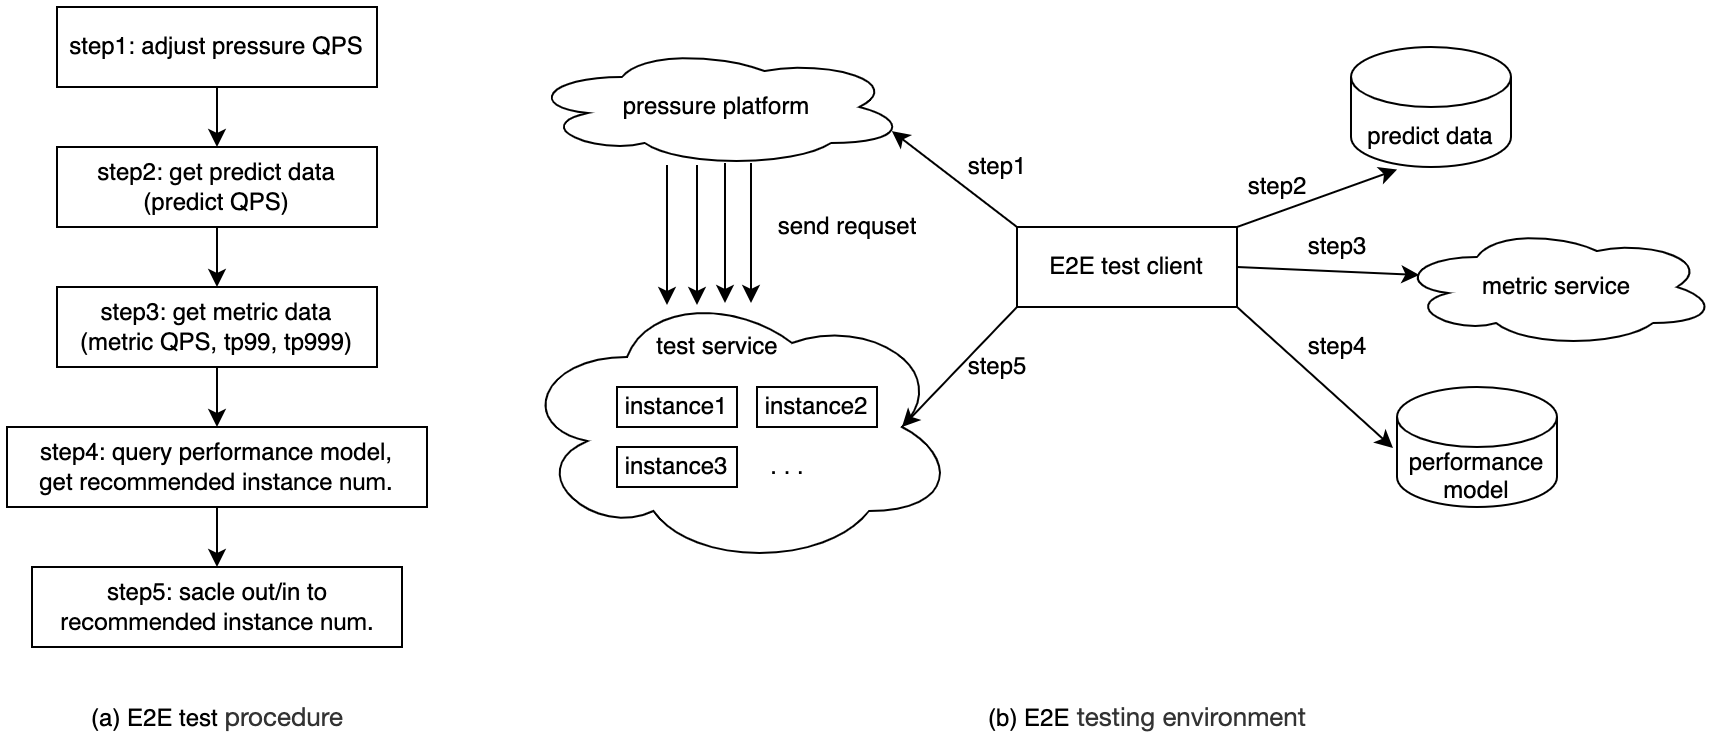 step1: adjust pressure QPS
step2: get predict data
(predict QPS)
step3: get metric data
(metric QPS, tp99, tp999)
step4: query performance model,
get recommended instance num.
step5: sacle out/in to
recommended instance num.
(a) E2E test procedure
pressure platform
send requset
test service
instance1
instance2
instance3
. . .
step1
step2
step3
step4
step5
E2E test client
predict data
metric service
performance
model
(b) E2E testing environment